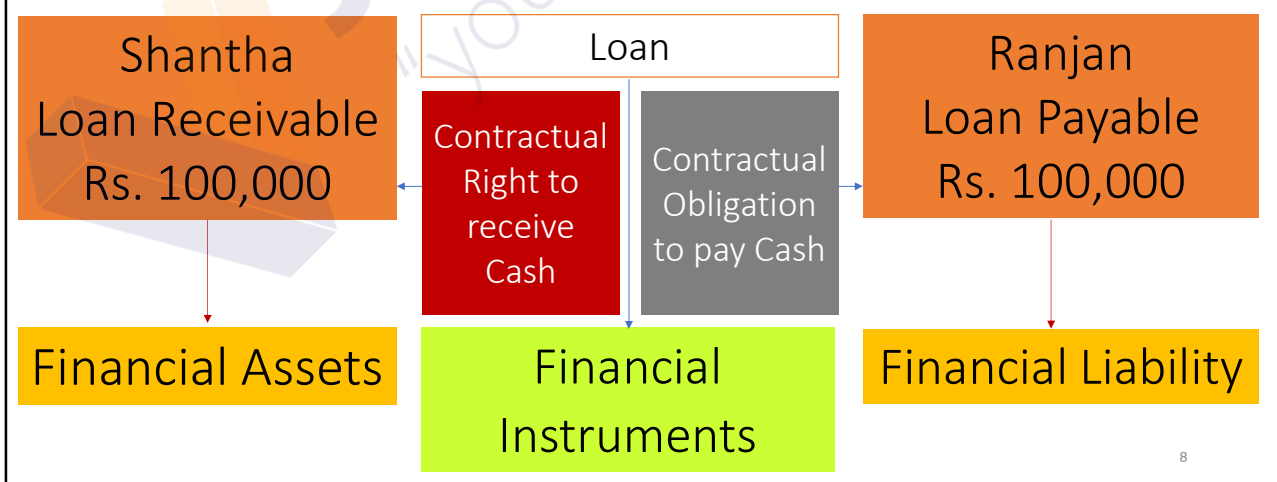 "you
Shantha
Loan Receivable
Rs. 100,000
Loan
Contractual
Right to
receive
Cash
Contractual
Obligation
to pay Cash
Ranjan
Loan Payable
Rs. 100,000
Financial Assets
Financial
Instruments
Financial Liability
8